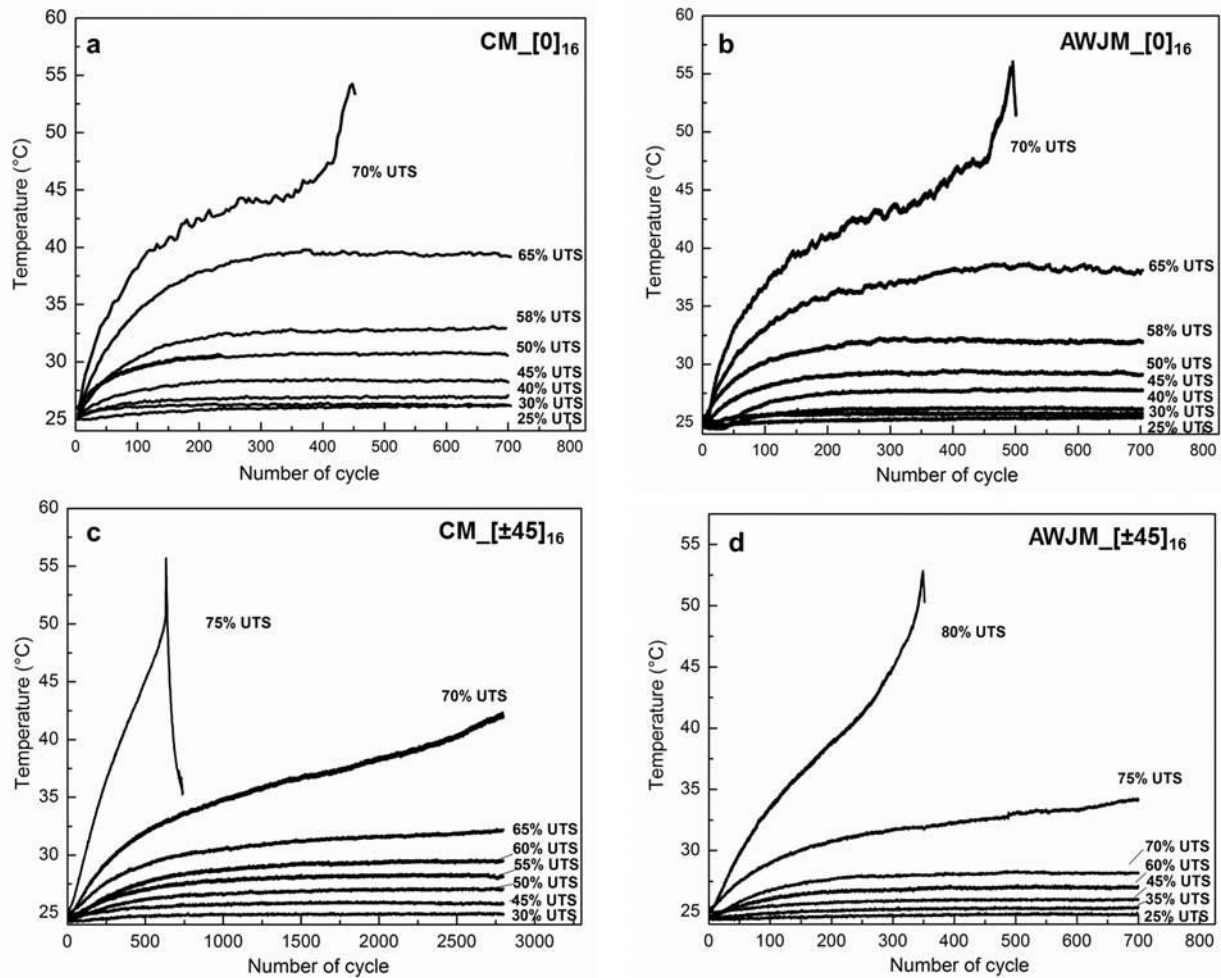 a
CM_[0]16
60
55
50
45
40
35
30
25
20
Temperature (°C)
70% UTS
65% UTS
58% UTS
50% UTS
45% UTS
40% UTS
30% UTS
25% UTS
0 100 200 300 400 500 600 700 800
Number of cycle
b
AWJM_[0]16
55
50
45
40
35
30
25
Temperature (°C)
70% UTS
65% UTS
58% UTS
50% UTS
45% UTS
40% UTS
30% UTS
25% UTS
0 100 200 300 400 500 600 700 800
Number of cycle
c
CM_[±45]16
60
55
50
45
40
35
30
25
Temperature (°C)
75% UTS
70% UTS
65% UTS
60% UTS
55% UTS
50% UTS
45% UTS
30% UTS
0 500 1000 1500 2000 2500 3000
Number of cycle
d
AWJM_[±45]16
55
50
45
40
35
30
25
Temperature (°C)
80% UTS
75% UTS
70% UTS
60% UTS
45% UTS
35% UTS
25% UTS
0 100 200 300 400 500 600 700 800
Number of cycle